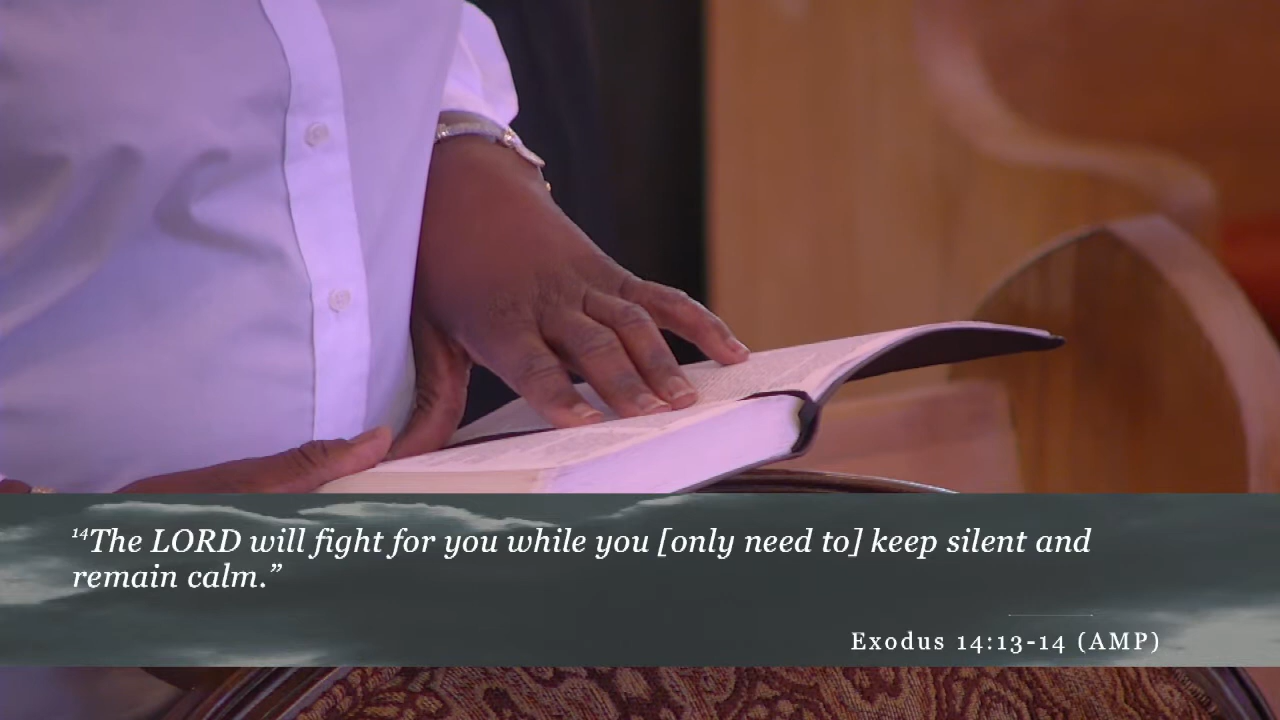 ¹⁴The LORD will fight for you while you [only need to] keep silent and
remain calm.”
Exodus 14:13-14 (AMP)